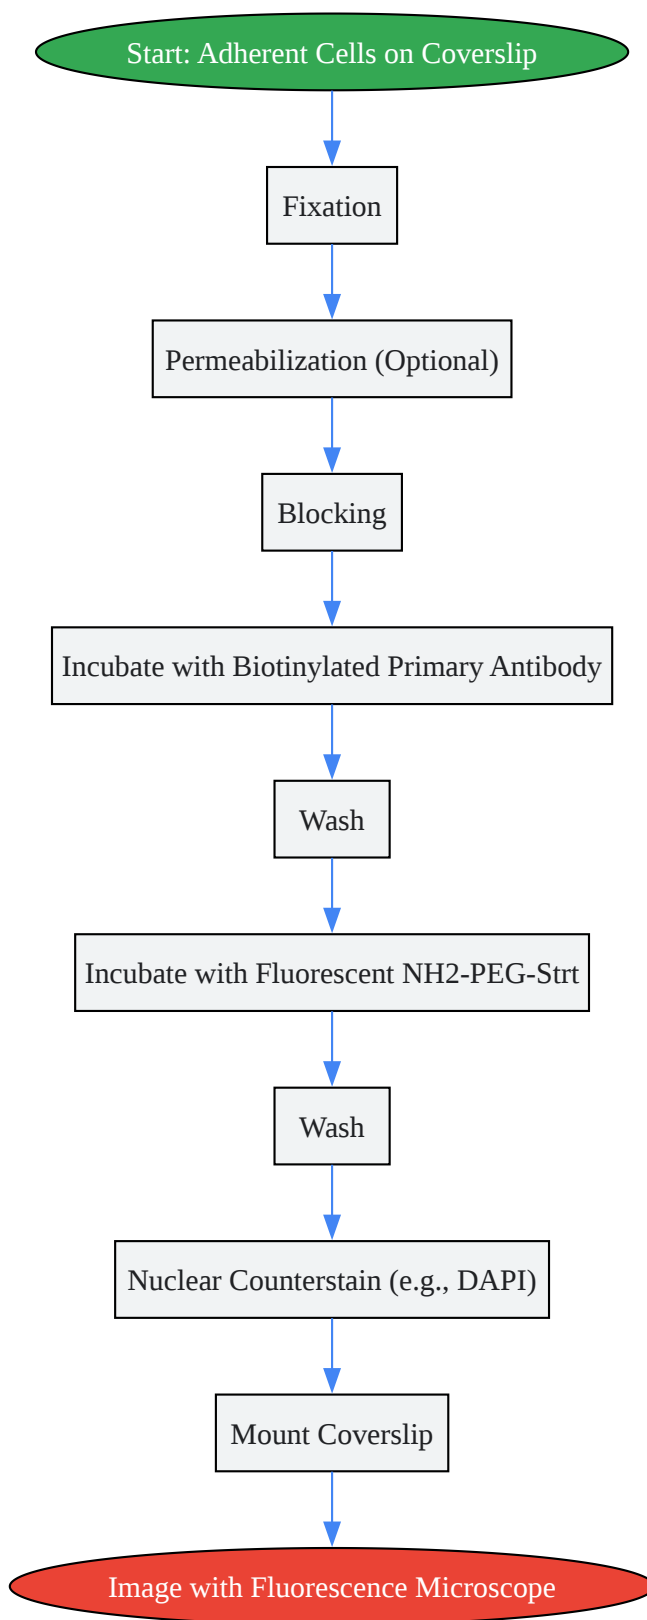 Start: Adherent Cells on Coverslip
Fixation
Permeabilization (Optional)
Blocking
Incubate with Biotinylated Primary Antibody
Wash
Incubate with Fluorescent NH2-PEG-Strt
Wash
Nuclear Counterstain (e.g., DAPI)
Mount Coverslip
Image with Fluorescence Microscope